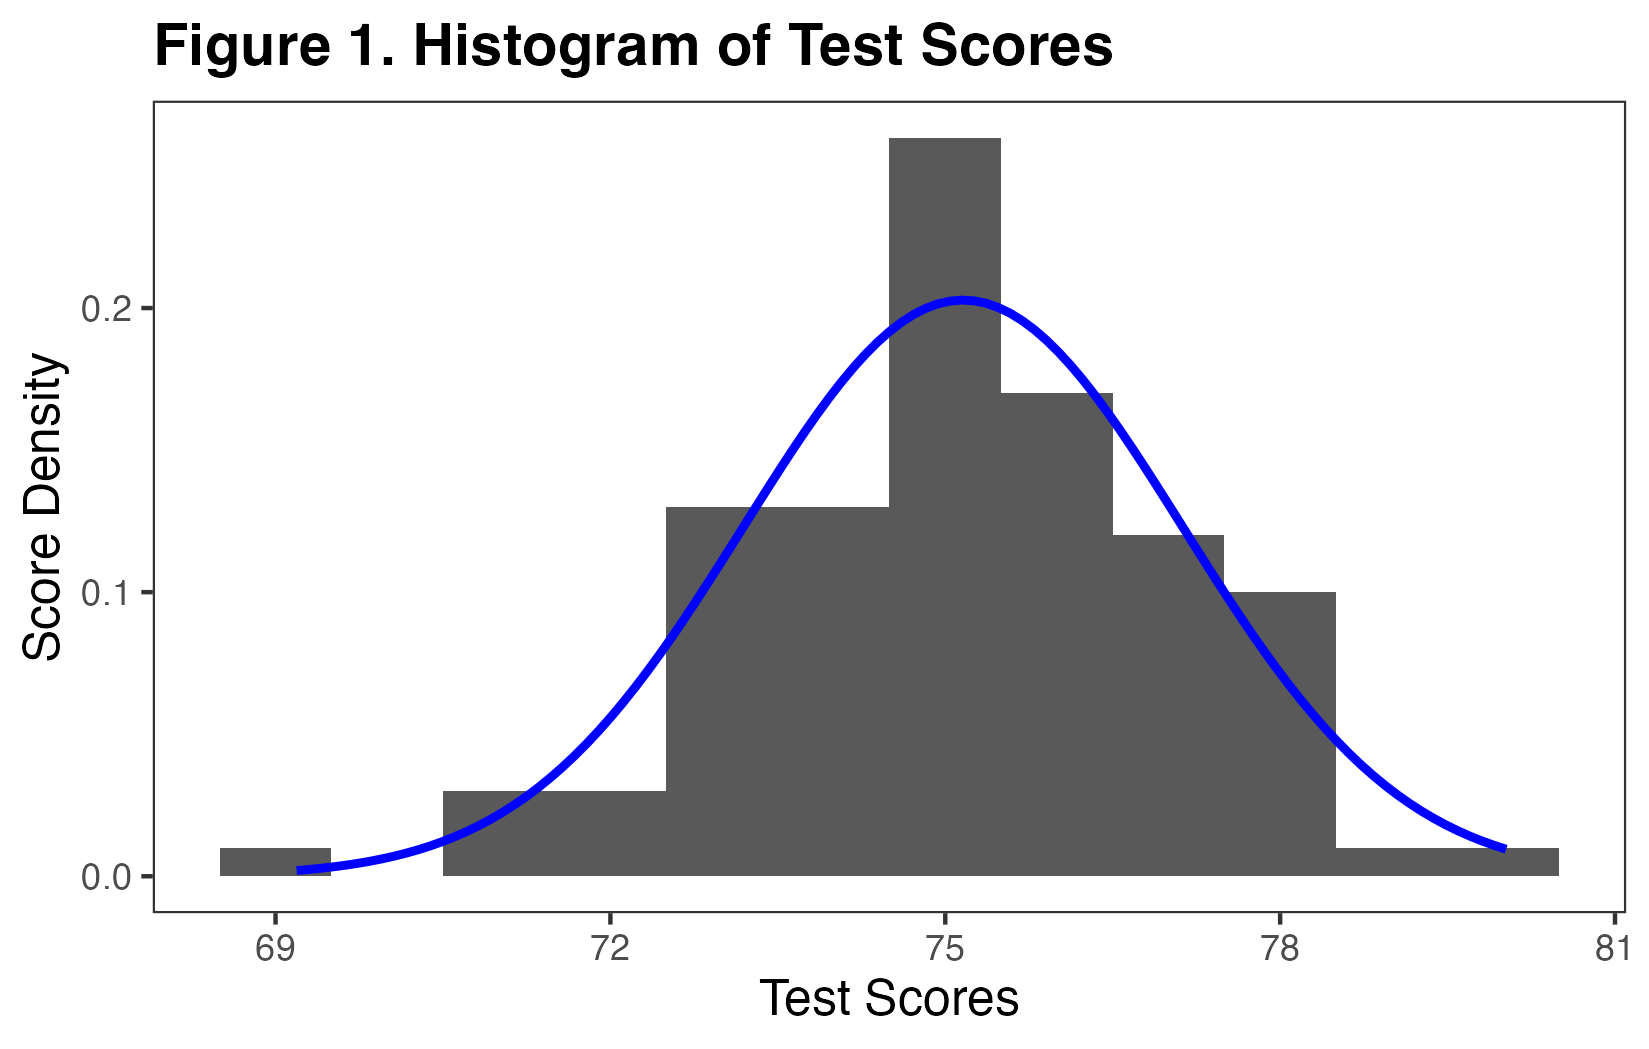 Figure 1. Histogram of Test Scores
Score Density
0.2
0.1
0.0
69 72 75 78 81
Test Scores